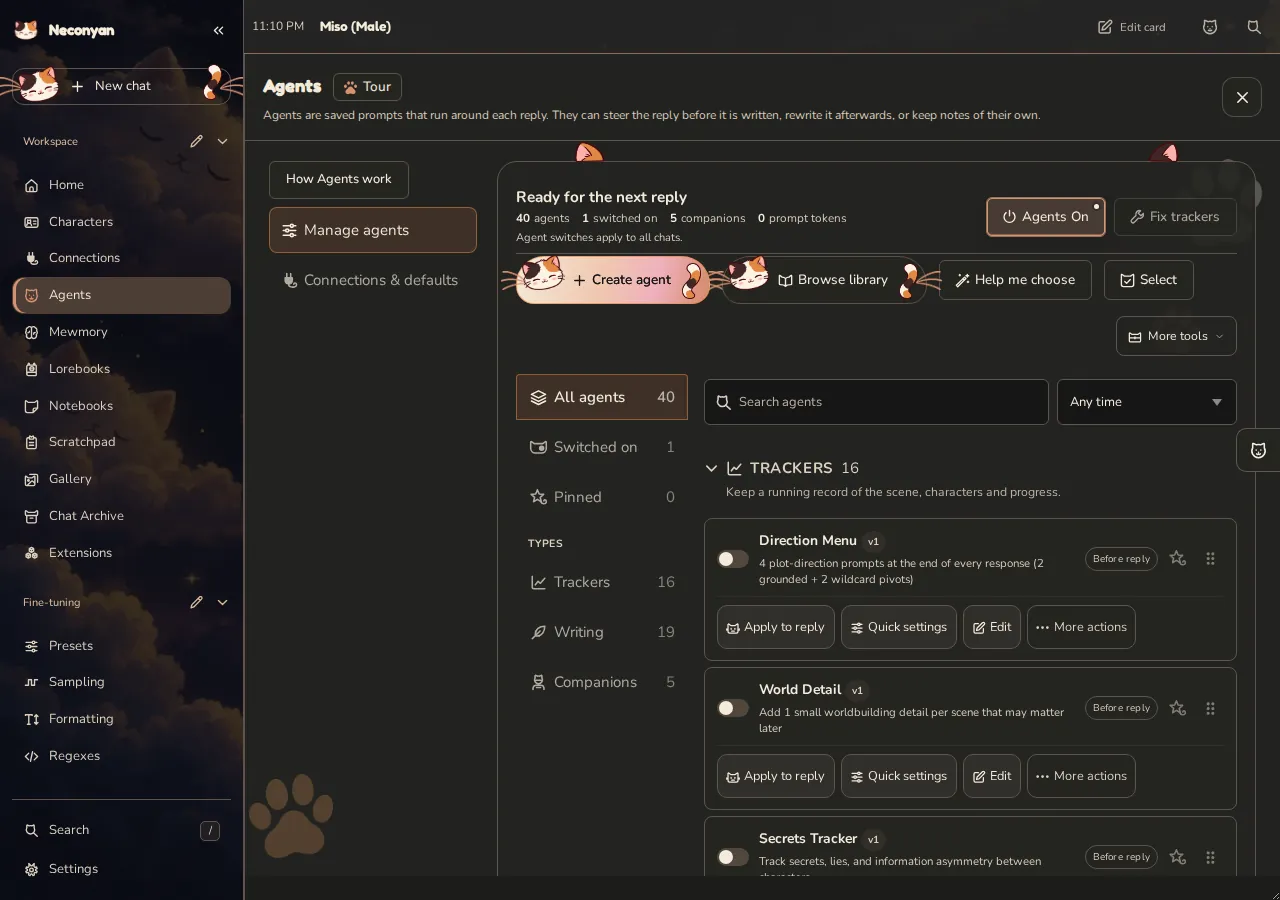 Neconyan
New chat
Workspace
Home
Characters
Connections
Agents
Mewmory
Lorebooks
Notebooks
Scratchpad
Gallery
Chat Archive
Extensions
Fine-tuning
Presets
Sampling
Formatting
Regexes
Search /
Settings
11:10 PM Miso (Male) Edit card
Agents Tour
Agents are saved prompts that run around each reply. They can steer the reply before it is written, rewrite it afterwards, or keep notes of their own.
How Agents work
Manage agents
Connections & defaults
Ready for the next reply
40 agents 1 switched on 5 companions 0 prompt tokens
Agent switches apply to all chats.
Agents On Fix trackers
+ Create agent Browse library Help me choose Select
More tools
All agents 40
Switched on 1
Pinned 0
TYPES
Trackers 16
Writing 19
Companions 5
Search agents Any time
TRACKERS 16
Keep a running record of the scene, characters and progress.
Direction Menu v1
4 plot-direction prompts at the end of every response (2
grounded + 2 wildcard pivots)
Before reply
Apply to reply Quick settings Edit More actions
World Detail v1
Add 1 small worldbuilding detail per scene that may matter
later
Before reply
Apply to reply Quick settings Edit More actions
Secrets Tracker v1
Track secrets, lies, and information asymmetry between
characters
Before reply